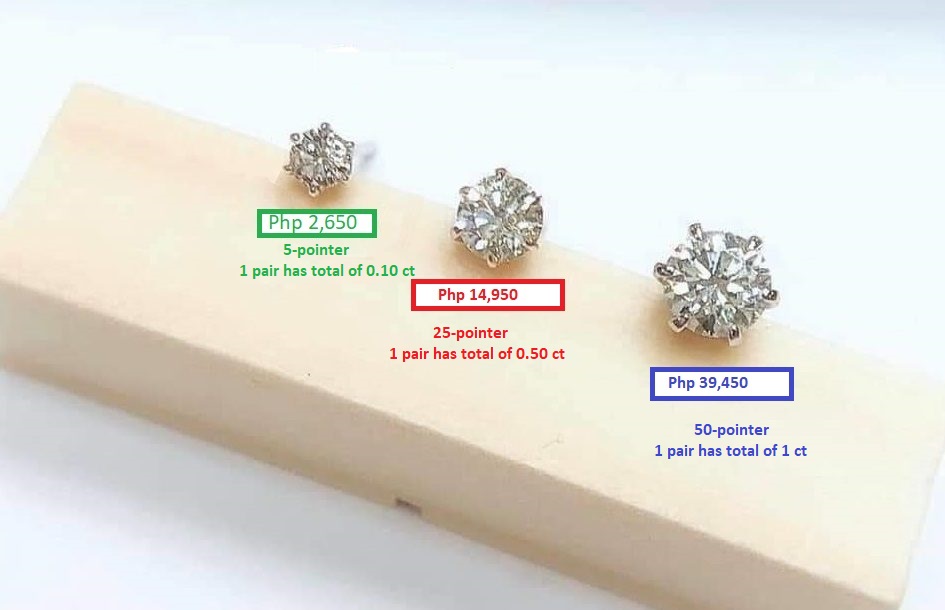 Php 2,650
5-pointer
1 pair has total of 0.10 ct
Php 14,950
25-pointer
1 pair has total of 0.50 ct
Php 39,450
50-pointer
1 pair has total of 1 ct